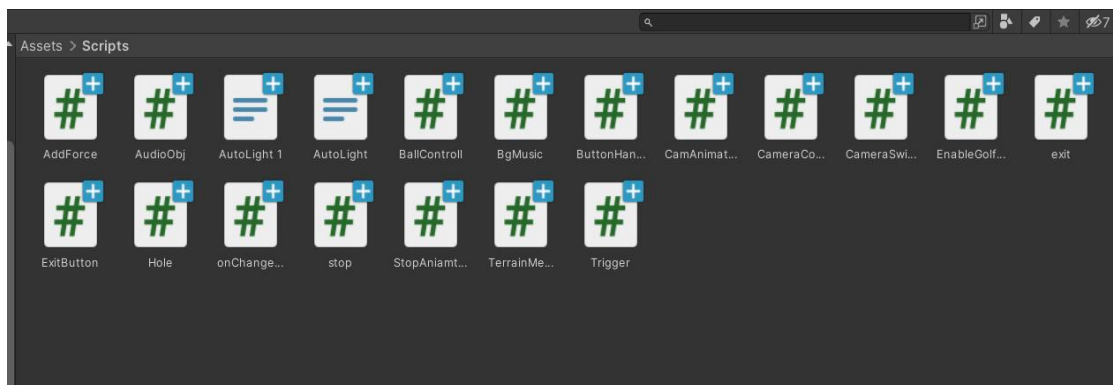 7
Assets > Scripts
AddForce AudioObj AutoLight 1 AutoLight BallControll BgMusic ButtonHan... CamAnimat... CameraCo... CameraSwi... EnableGolf... exit
ExitButton Hole onChange... stop StopAniamt... TerrainMe... Trigger